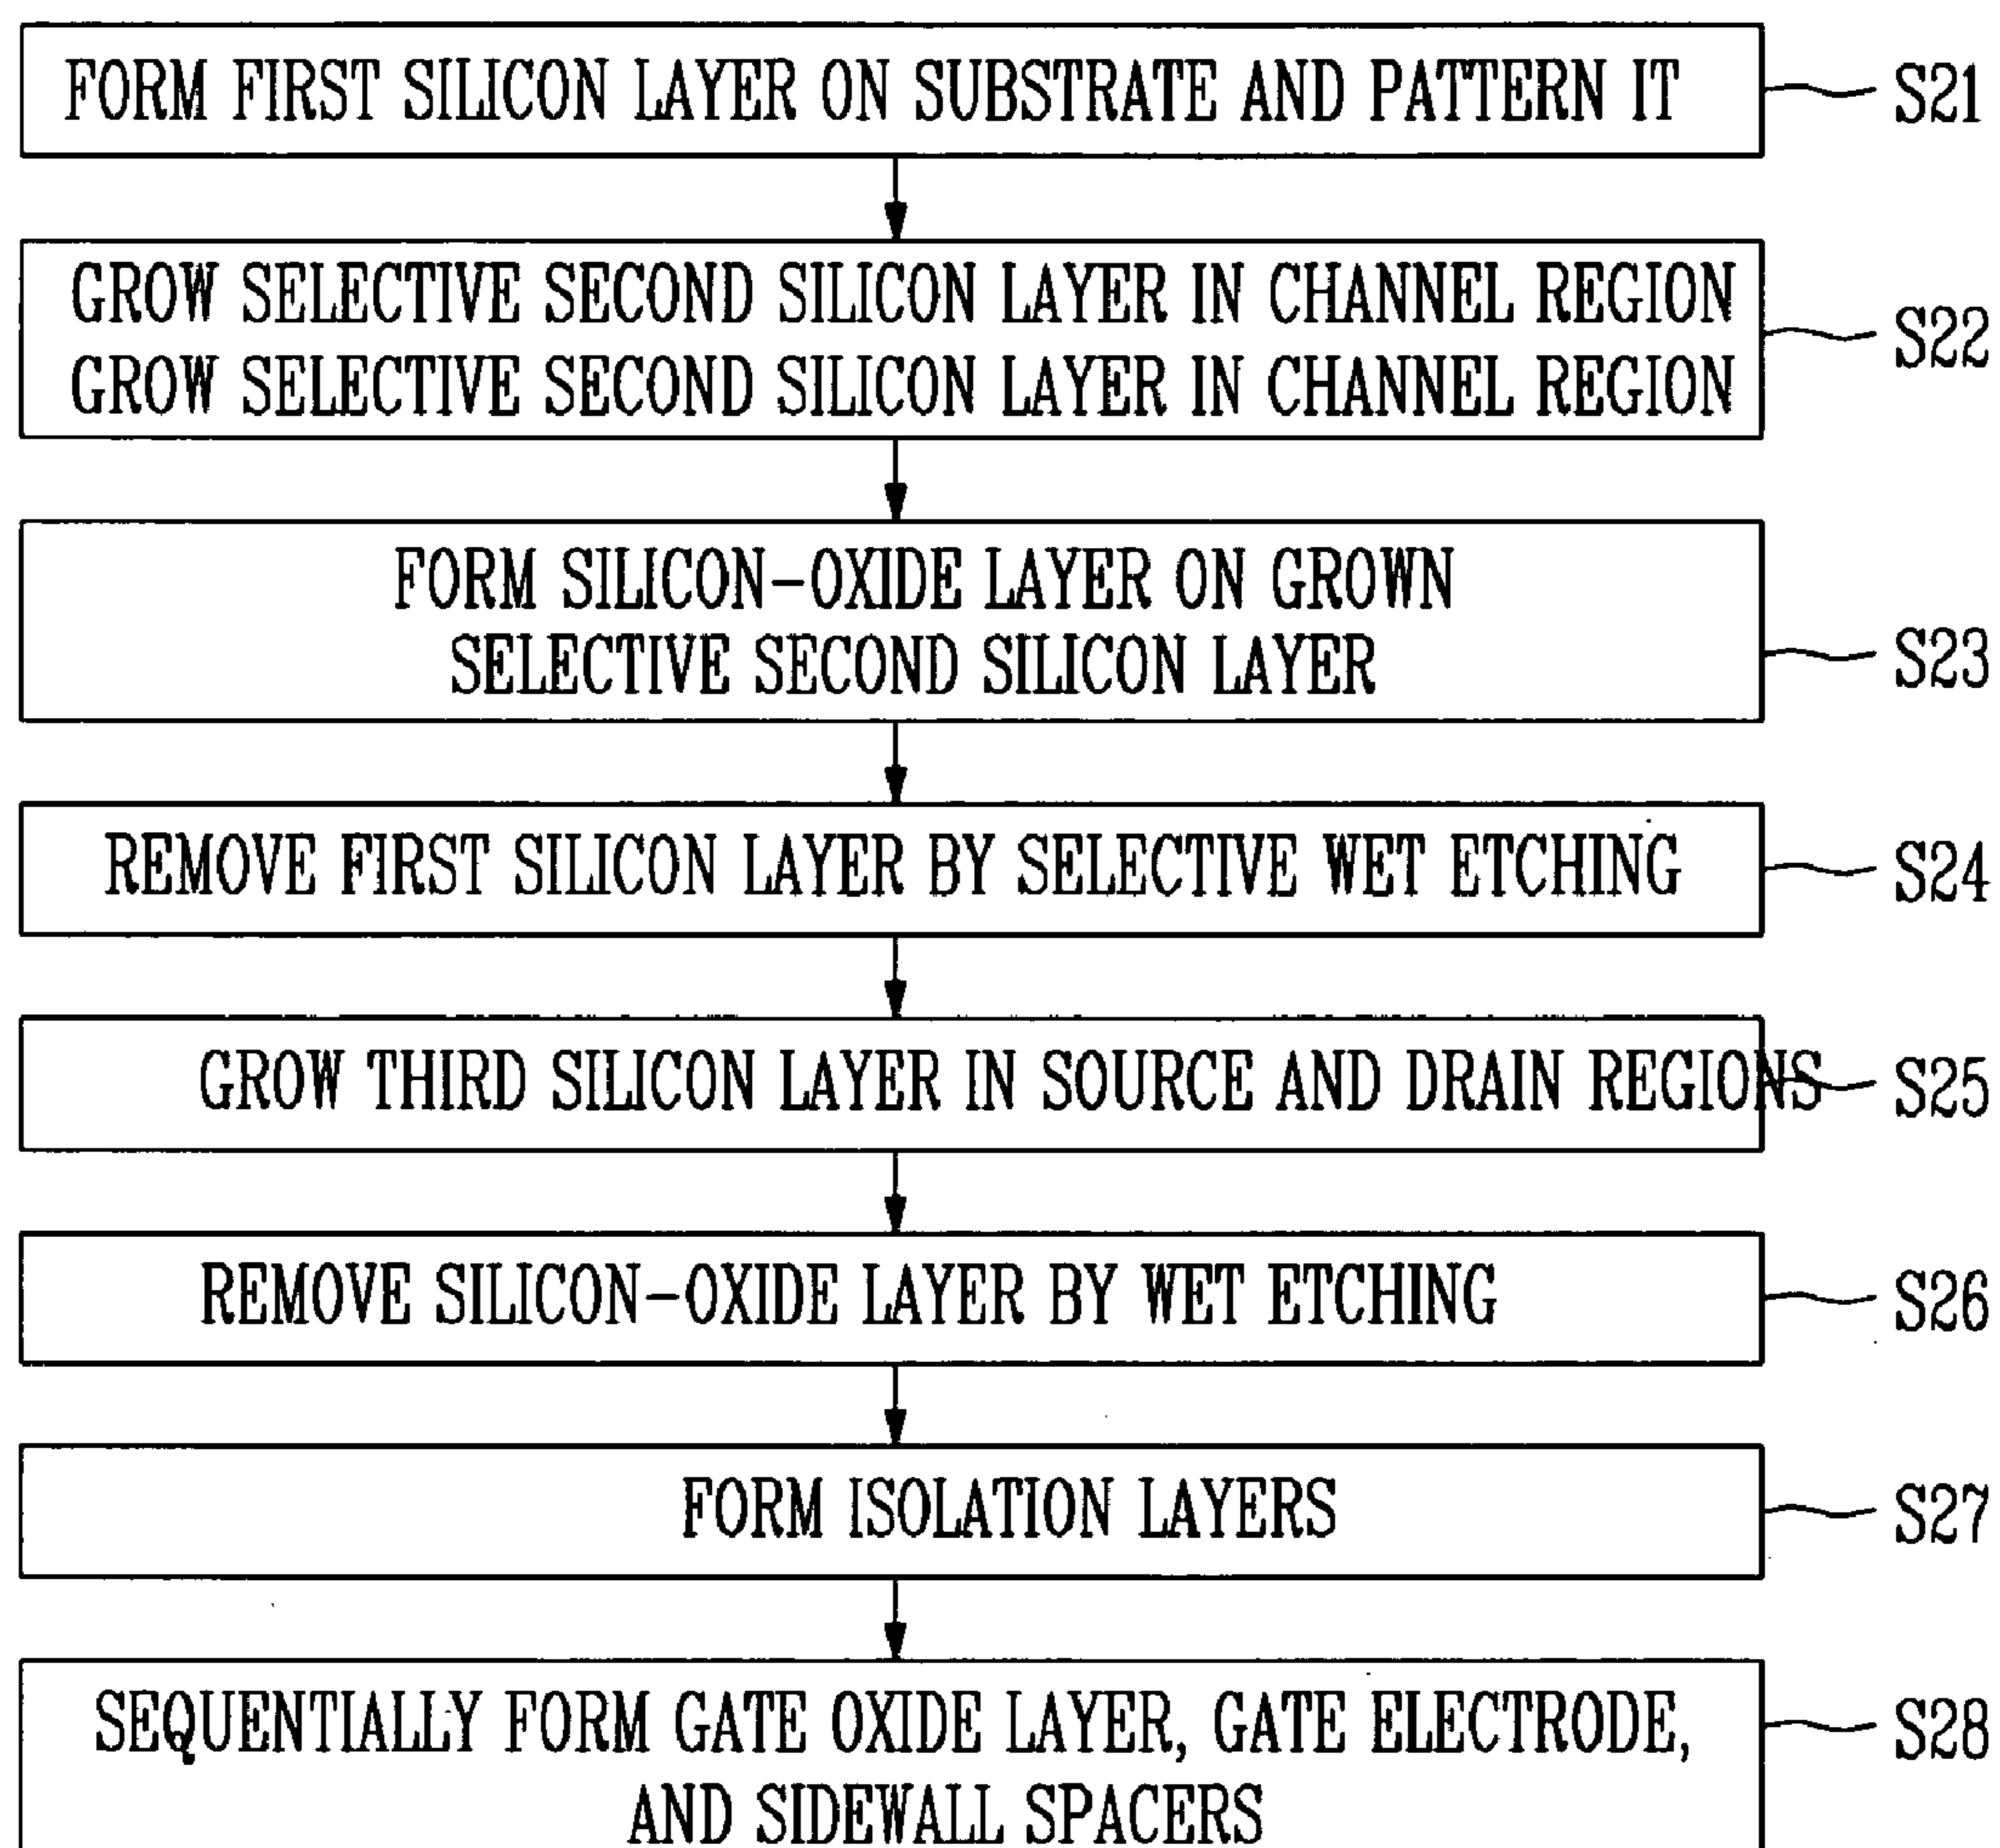 FORM FIRST SILICON LAYER ON SUBSTRATE AND PATTERN IT
S21
GROW SELECTIVE SECOND SILICON LAYER IN CHANNEL REGION
GROW SELECTIVE SECOND SILICON LAYER IN CHANNEL REGION
S22
FORM SILICON-OXIDE LAYER ON GROWN
SELECTIVE SECOND SILICON LAYER
S23
REMOVE FIRST SILICON LAYER BY SELECTIVE WET ETCHING
S24
GROW THIRD SILICON LAYER IN SOURCE AND DRAIN REGIONS
S25
REMOVE SILICON-OXIDE LAYER BY WET ETCHING
S26
FORM ISOLATION LAYERS
S27
SEQUENTIALLY FORM GATE OXIDE LAYER, GATE ELECTRODE,
AND SIDEWALL SPACERS
S28